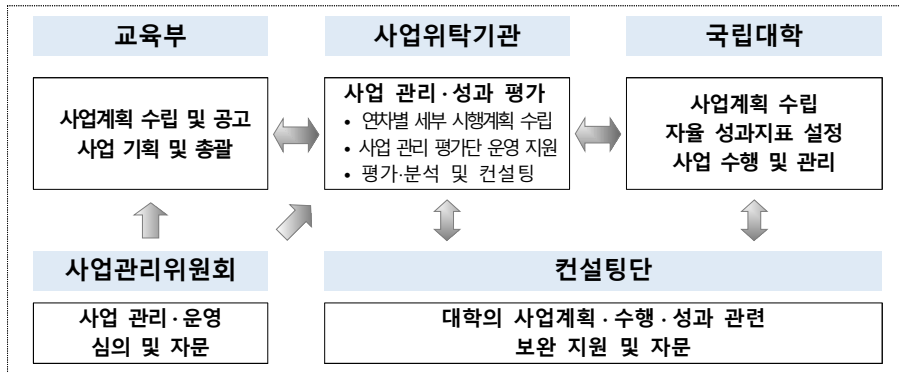 교육부
사업위탁기관
국립대학
사업계획 수립 및 공고
사업 기획 및 총괄
사업 관리·성과 평가
• 연차별 세부 시행계획 수립
• 사업 관리 평가단 운영 지원
• 평가·분석 및 컨설팅
사업계획 수립
자율 성과지표 설정
사업 수행 및 관리
사업관리위원회
컨설팅단
사업 관리·운영
심의 및 자문
대학의 사업계획·수행·성과 관련
보완 지원 및 자문